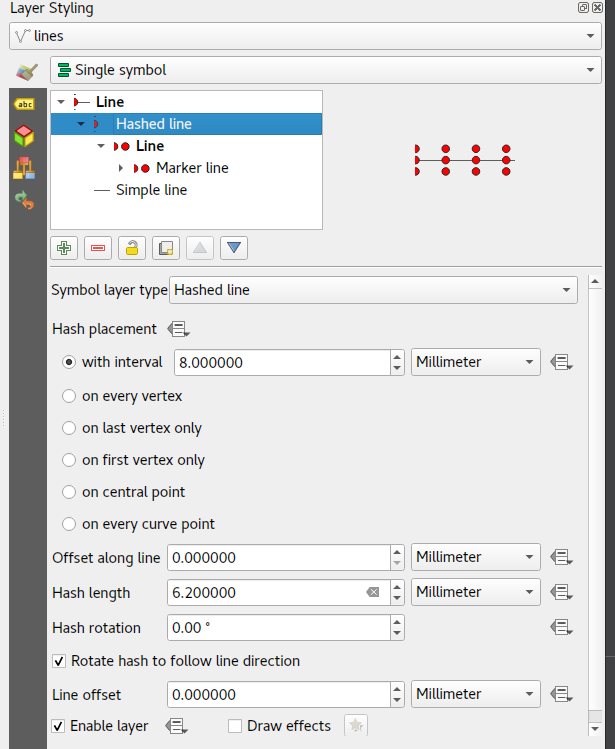 Layer Styling
lines
Single symbol
abc
Line
Hashed line
Line
Marker line
Simple line
Symbol layer type Hashed line
Hash placement
with interval 8.000000 Millimeter
on every vertex
on last vertex only
on first vertex only
on central point
on every curve point
Offset along line 0.000000 Millimeter
Hash length 6.200000 Millimeter
Hash rotation 0.00 °
Rotate hash to follow line direction
Line offset 0.000000 Millimeter
Enable layer Draw effects